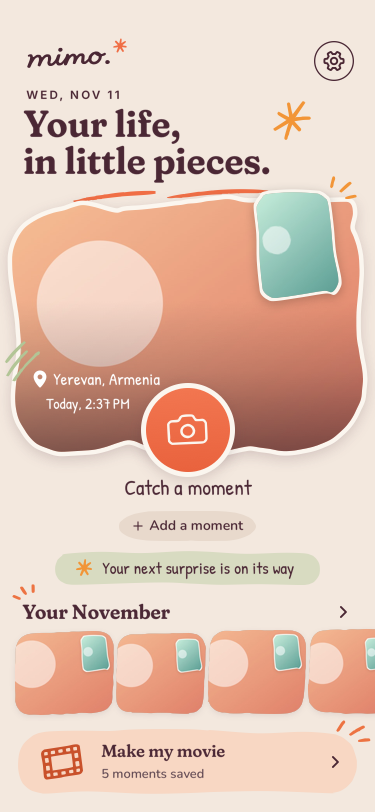 mimo.
WED, NOV 11
Your life,
in little pieces.
Yerevan, Armenia
Today, 2:37 PM
Catch a moment
+ Add a moment
Your next surprise is on its way
Your November
Make my movie
5 moments saved